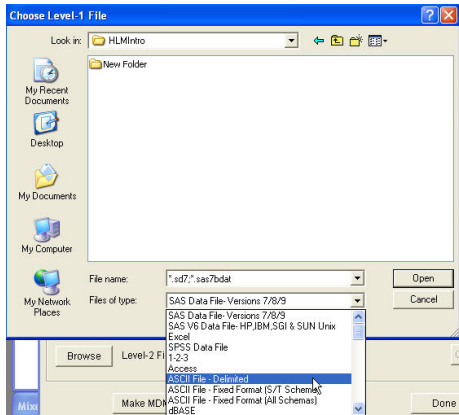 Choose Level-1 File
Look in: HLMIntro
New Folder
My Recent
Documents
Desktop
My Documents
My Computer
My Network
Places
File name: *.sd7;*.sas7bdat Open
Files of type: SAS Data File- Versions 7/8/9 Cancel
SAS Data File- Versions 7/8/9
SAS V6 Data File- HP,IBM,SGI & SUN Unix
Excel
SPSS Data File
1-2-3
Access
ASCII File - Delimited
ASCII File - Fixed Format (S/T Schemas)
ASCII File - Fixed Format (All Schemas)
dBASE
Browse Level-2 Fi
Make MDM Done